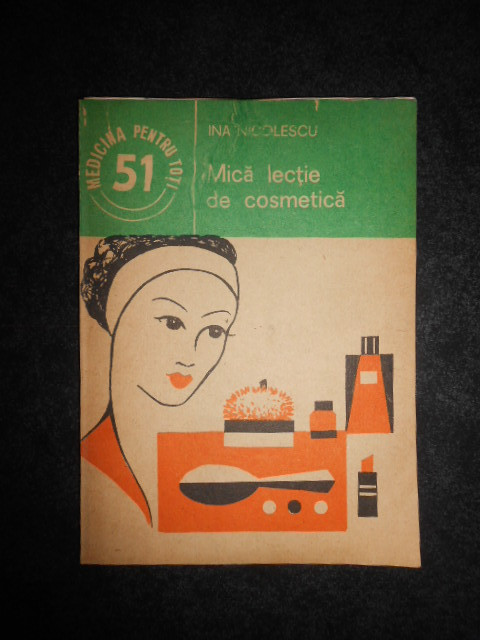 MEDICINA PENTRU TOȚI
51
INA NICOLESCU
Mică lecție
de cosmetică